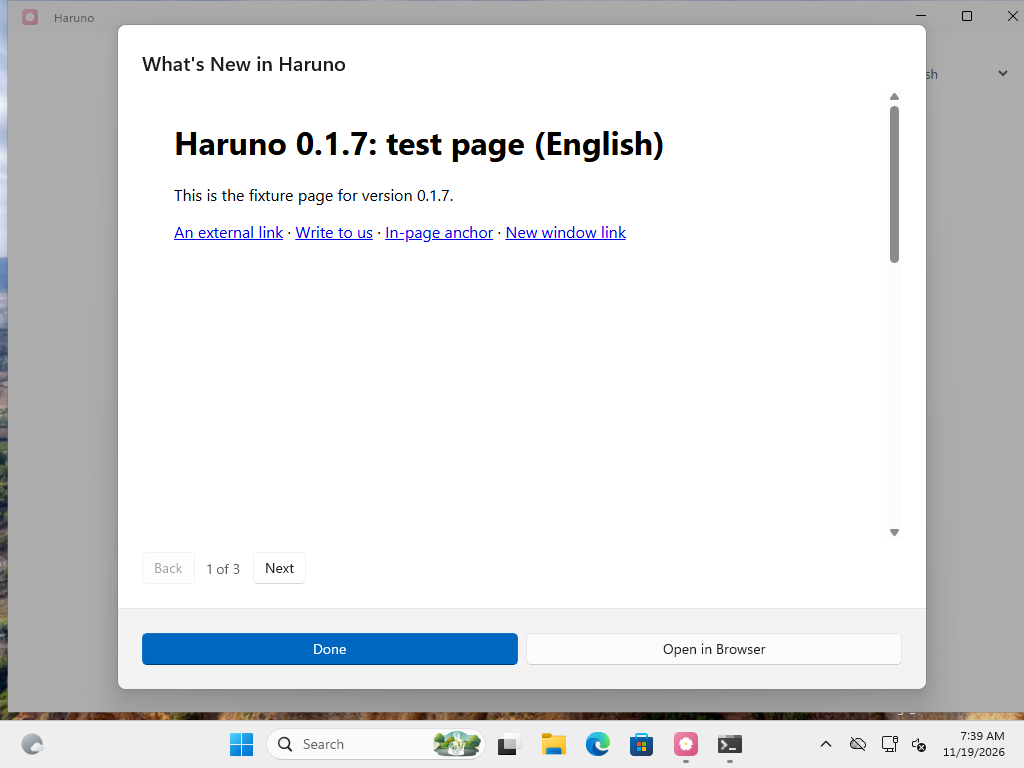 Haruno
What's New in Haruno
sh
Haruno 0.1.7: test page (English)
This is the fixture page for version 0.1.7.
An external link · Write to us · In-page anchor · New window link
Back 1 of 3 Next
Done Open in Browser
Search
7:39 AM
11/19/2026